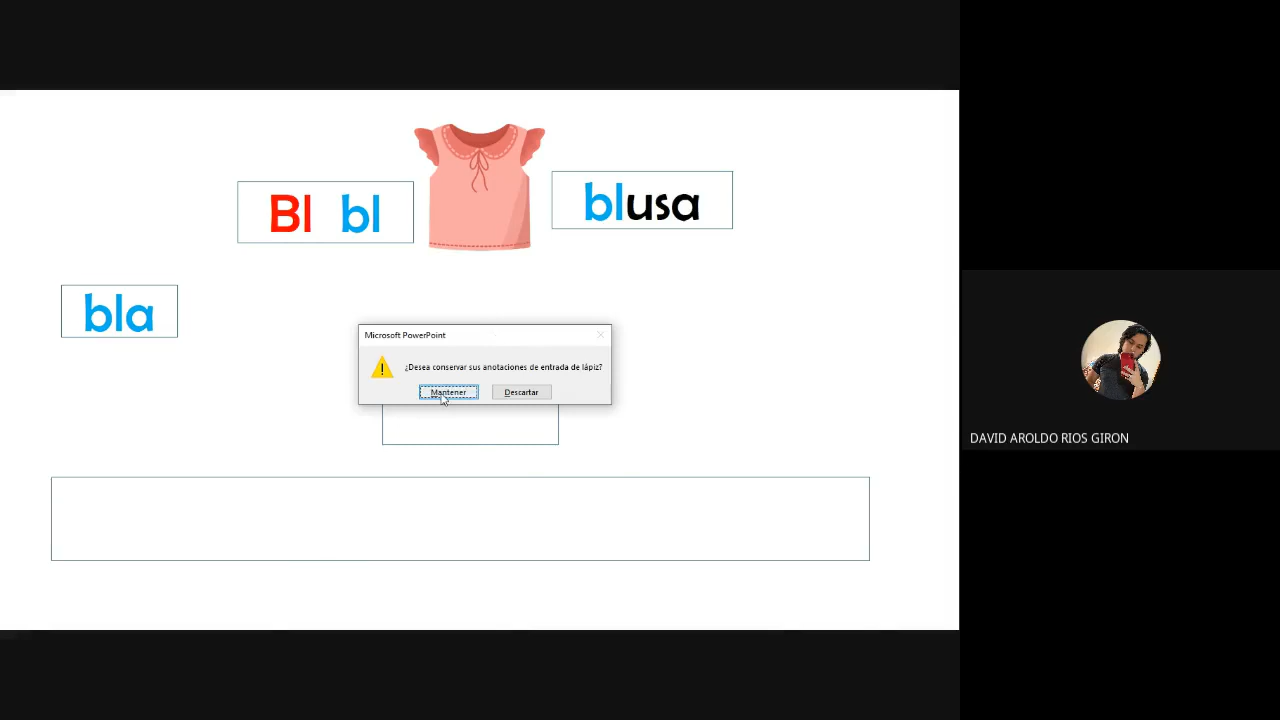 Bl bl
blusa
bla
Microsoft PowerPoint
¿Desea conservar sus anotaciones de entrada de lápiz?
Mantener
Descartar
DAVID AROLDO RIOS GIRON